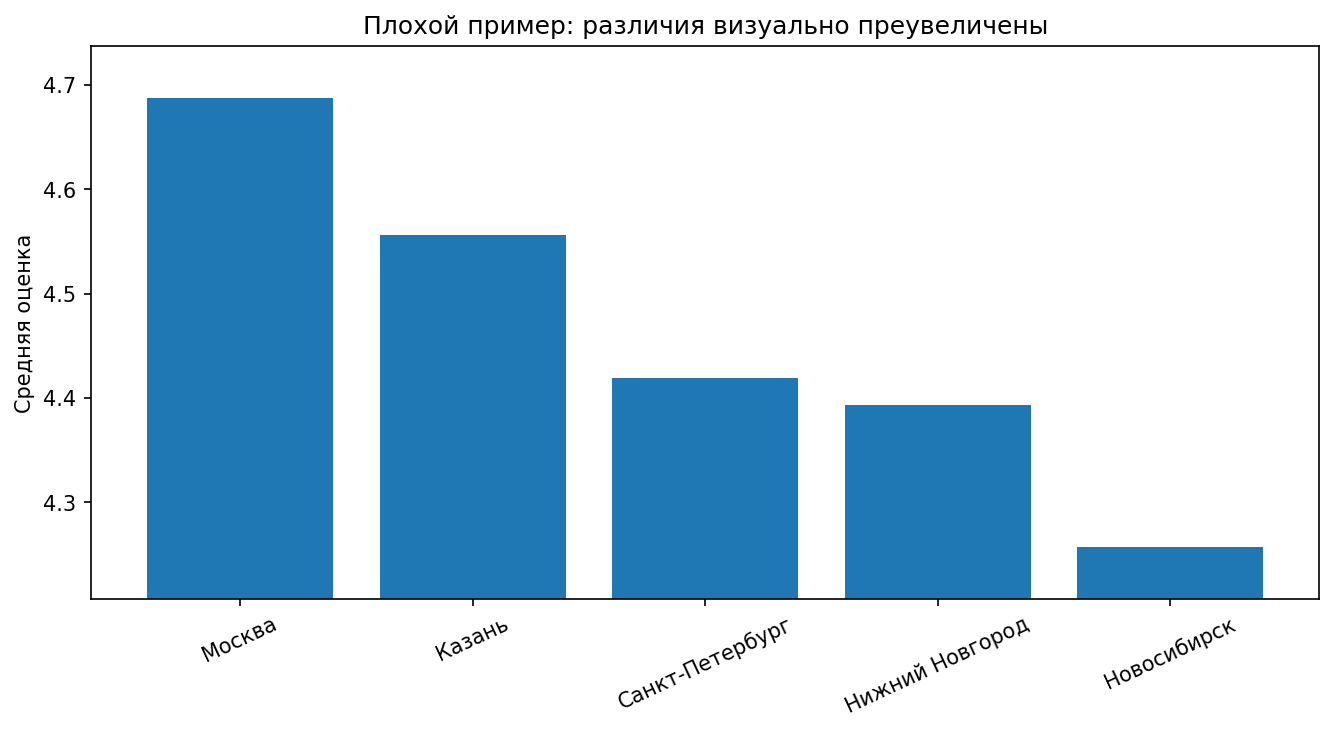 Плохой пример: различия визуально преувеличены
Средняя оценка
4.7
4.6
4.5
4.4
4.3
Москва
Казань
Санкт-Петербург
Нижний Новгород
Новосибирск